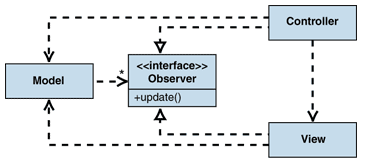 Controller
<<interface>>
Observer
Model
*
+update()
View